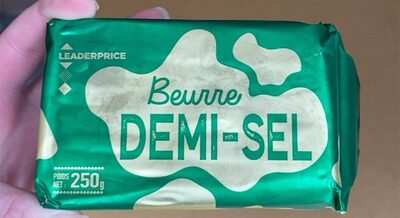 LEADERPRICE
Beurre
DEMI-SEL
POIDS
NET : 250g